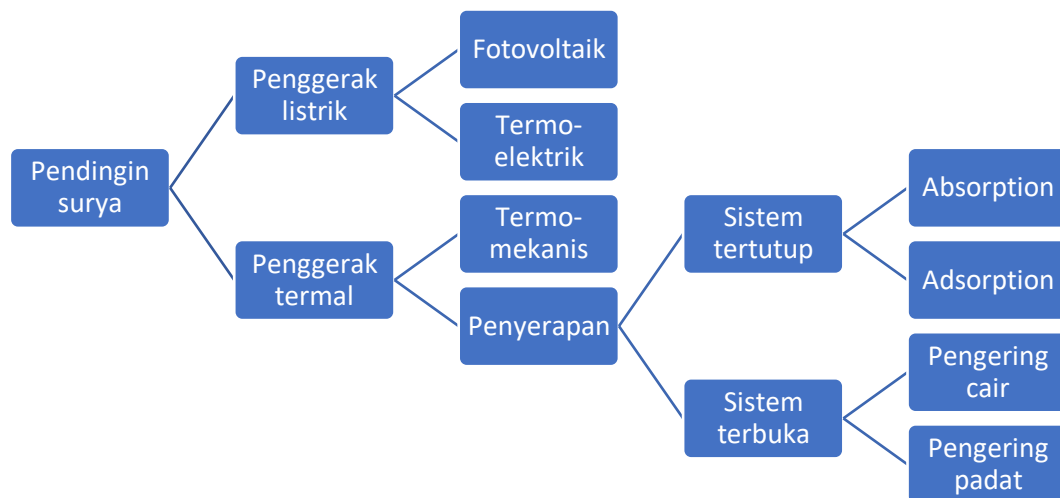 Pendingin
surya
Penggerak
listrik
Fotovoltaik
Termo-
elektrik
Penggerak
termal
Termo-
mekanis
Penyerapan
Sistem
tertutup
Absorption
Adsorption
Sistem
terbuka
Pengering
cair
Pengering
padat